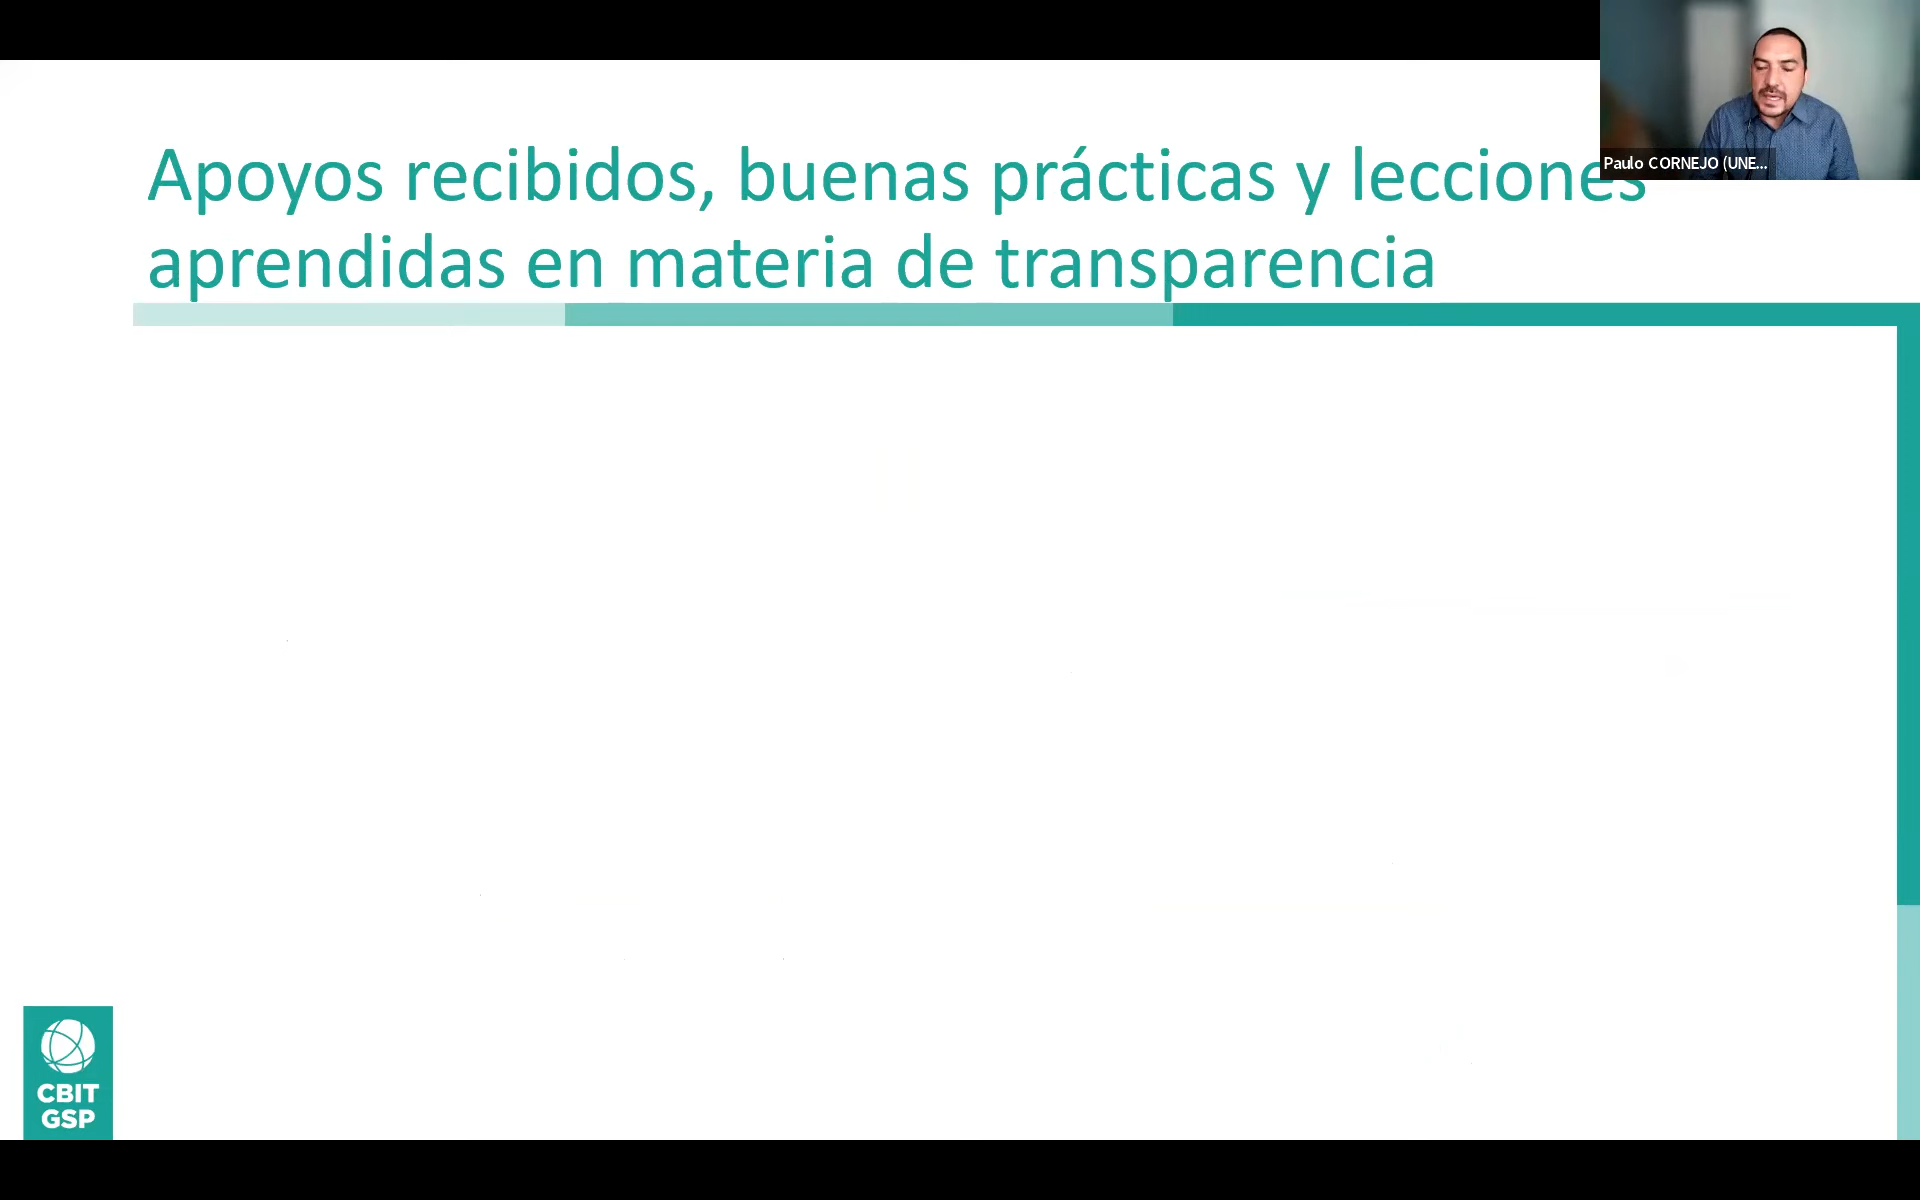 Apoyos recibidos, buenas prácticas y lecciones
aprendidas en materia de transparencia
Paulo CORNEJO (UNE...
CBIT
GSP